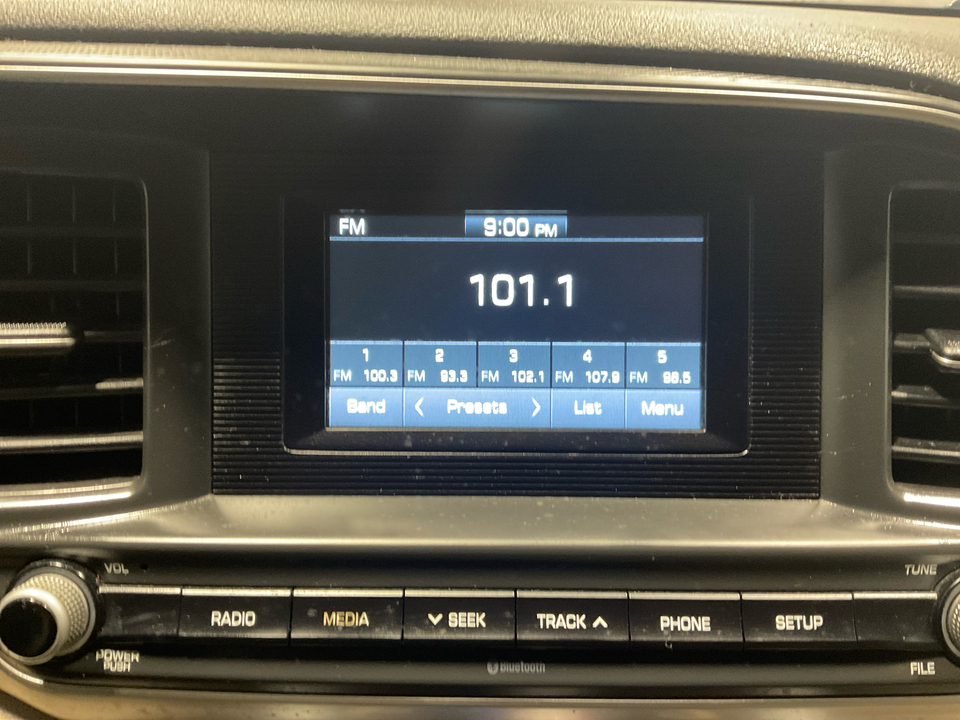 FM 9:00 PM
101.1
1 2 3 4 5
FM 100.3 FM 93.3 FM 102.1 FM 107.9 FM 98.5
Band < Presets > List Menu
VOL TUNE
RADIO MEDIA SEEK TRACK PHONE SETUP
POWER
PUSH
FILE
Bluetooth